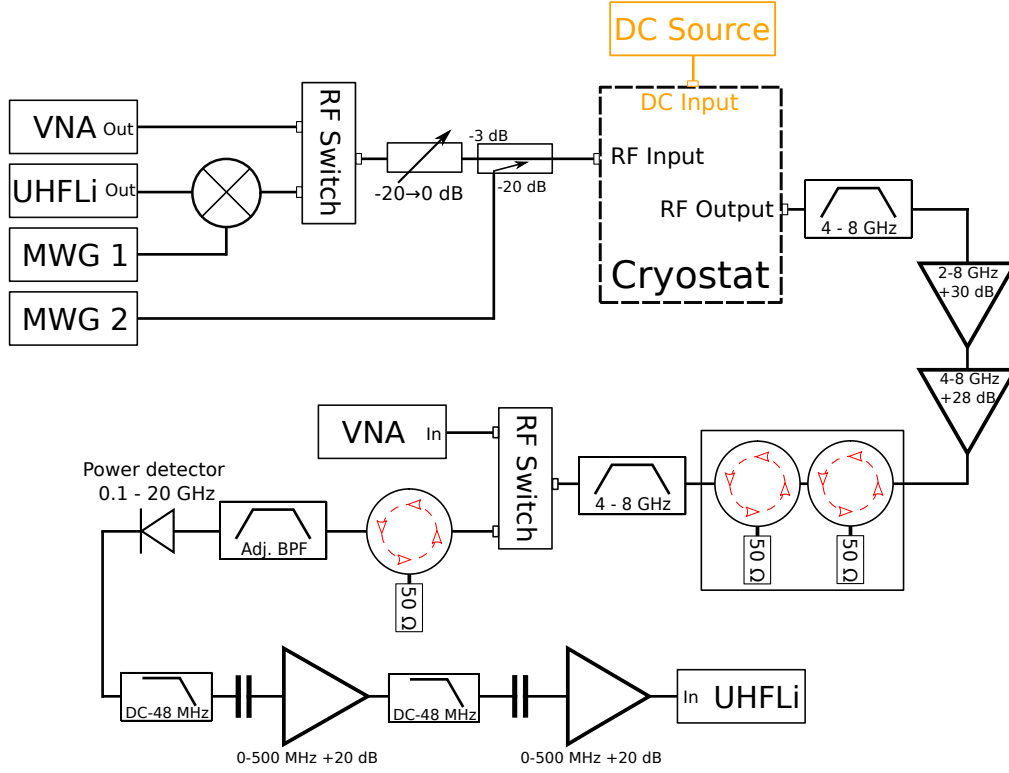 DC Source
DC Input
VNA Out
RF Switch
UHFLi Out
MWG 1
MWG 2
-20→0 dB
-3 dB
-20 dB
RF Input
RF Output
Cryostat
4 - 8 GHz
2-8 GHz
+30 dB
4-8 GHz
+28 dB
VNA In
RF Switch
4 - 8 GHz
50 Ω
50 Ω
Power detector
0.1 - 20 GHz
Adj. BPF
50 Ω
DC-48 MHz
0-500 MHz +20 dB
DC-48 MHz
0-500 MHz +20 dB
In UHFLi